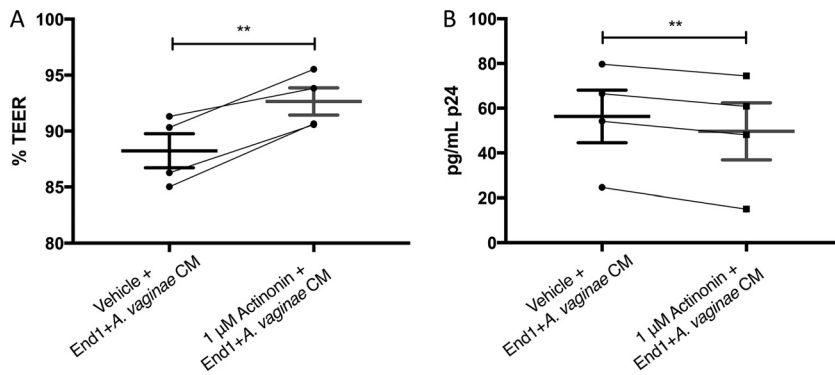 A
% TEER
100
95
90
85
80
**
Vehicle +
End1+A. vaginae CM
1 µM Actinonin +
End1+A. vaginae CM
B
pg/mL p24
100
80
60
40
20
0
**
Vehicle +
End1+A. vaginae CM
1 µM Actinonin +
End1+A. vaginae CM